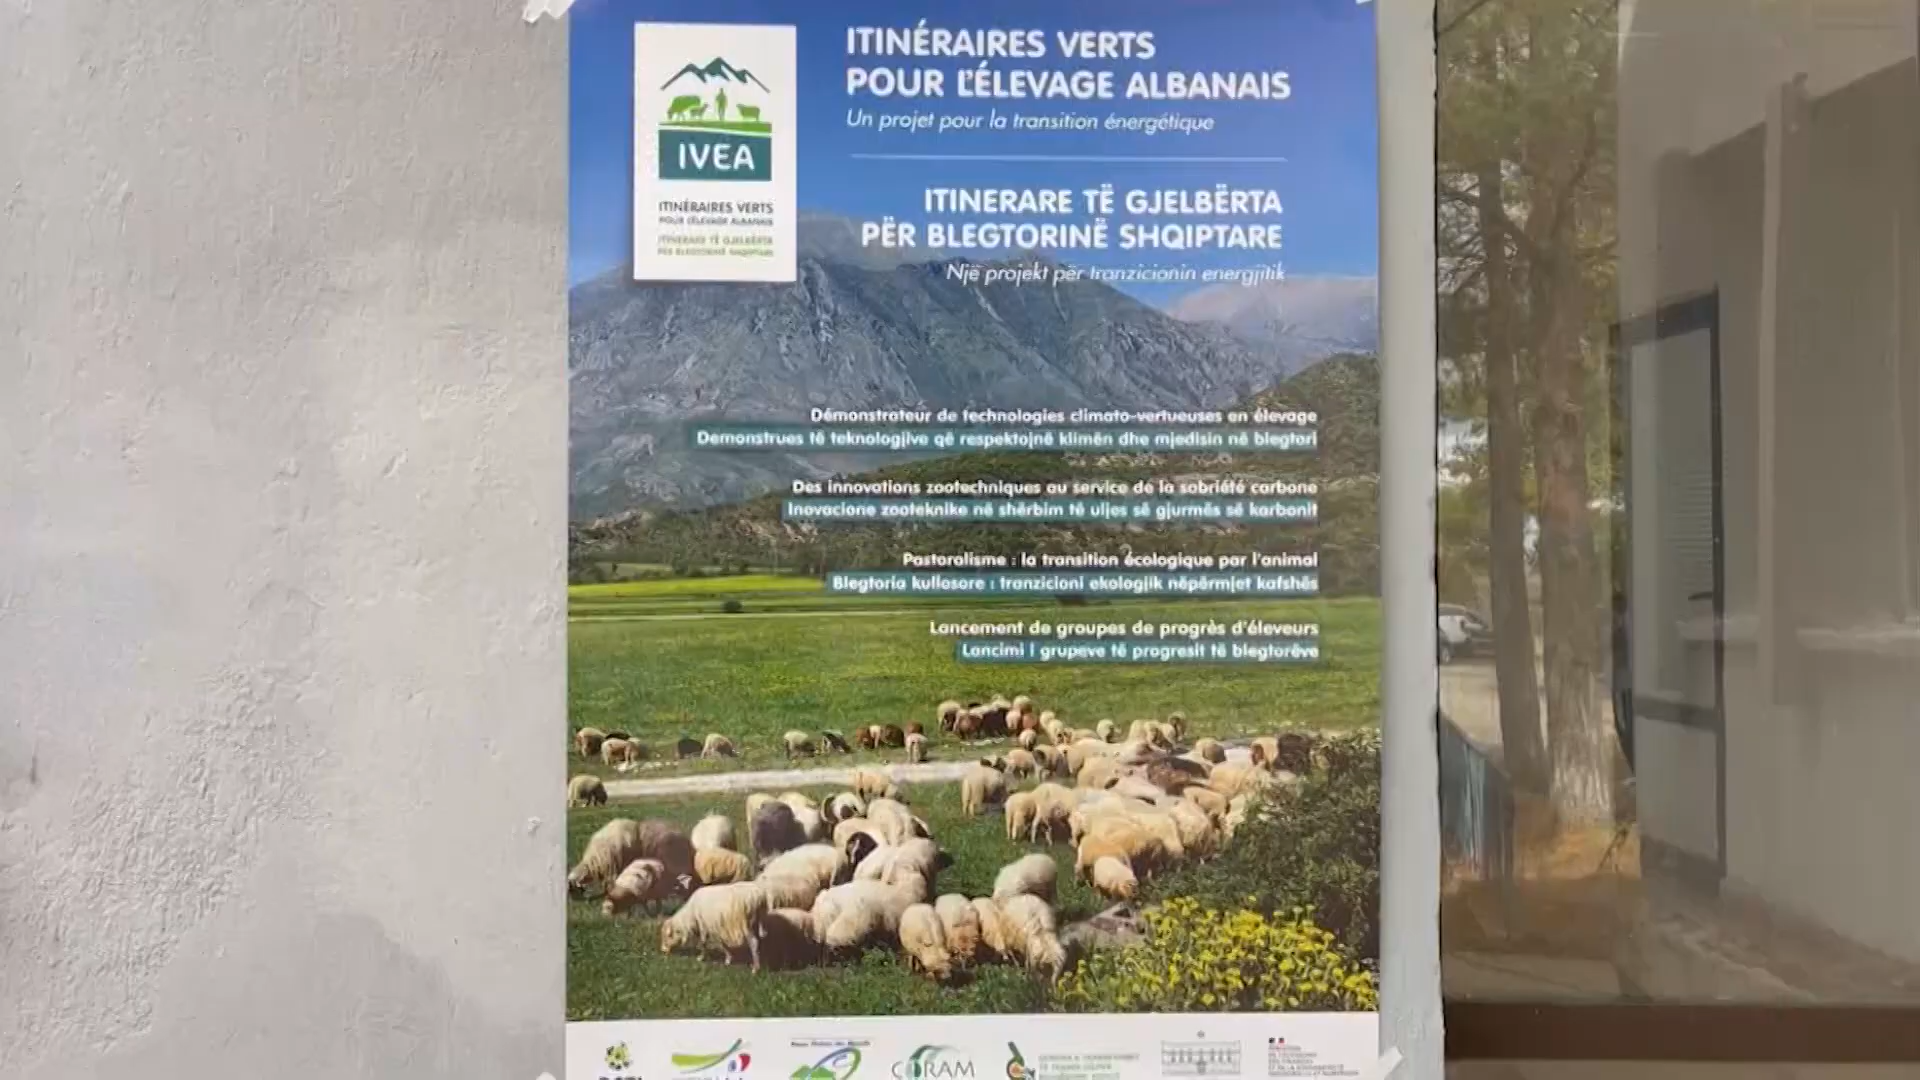 IVEA
ITINÉRAIRES VERTS
POUR L'ÉLEVAGE ALBANAIS
ITINERARE TË GJELBËRTA
PËR BLEGTORINË SHQIPTARE
ITINÉRAIRES VERTS
POUR L'ÉLEVAGE ALBANAIS
Un projet pour la transition énergétique
ITINERARE TË GJELBËRTA
PËR BLEGTORINË SHQIPTARE
Një projekt për tranzicionin energjitik
Démonstrateur de technologies climato-vertueuses en élevage
Demonstrues të teknologjive që respektojnë klimën dhe mjedisin në blegtori
Des innovations zootechniques au service de la sobriété carbone
Inovacione zooteknike në shërbim të uljes së gjurmës së karbonit
Pastoralisme : la transition écologique par l'animal
Blegtoria kullosore : tranzicioni ekologjik nëpërmjet kafshës
Lancement de groupes de progrès d'éleveurs
Lancimi i grupeve të progresit të blegtorëve